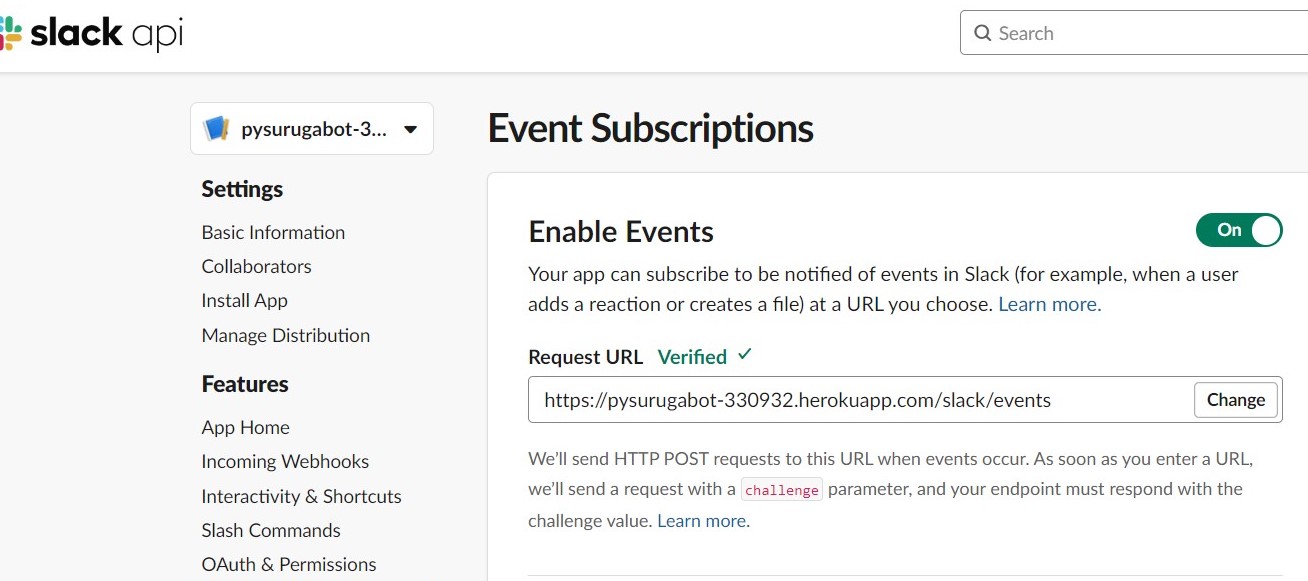 slack api
Search
pysurugabot-3...
Settings
Basic Information
Collaborators
Install App
Manage Distribution
Features
App Home
Incoming Webhooks
Interactivity & Shortcuts
Slash Commands
OAuth & Permissions
Event Subscriptions
Enable Events
On
Your app can subscribe to be notified of events in Slack (for example, when a user
adds a reaction or creates a file) at a URL you choose. Learn more.
Request URL Verified ✓
https://pysurugabot-330932.herokuapp.com/slack/events
Change
We’ll send HTTP POST requests to this URL when events occur. As soon as you enter a URL,
we’ll send a request with a challenge parameter, and your endpoint must respond with the
challenge value. Learn more.